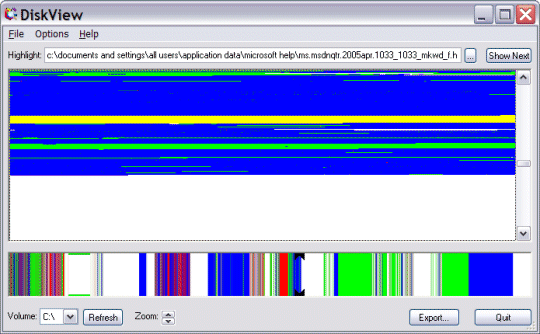 DiskView
File Options Help
Highlight: c:\documents and settings\all users\application data\microsoft help\ms.msdnqtr.2005apr.1033_1033_mkwd_f.h ... Show Next
Volume: C:\ Refresh Zoom: Export... Quit